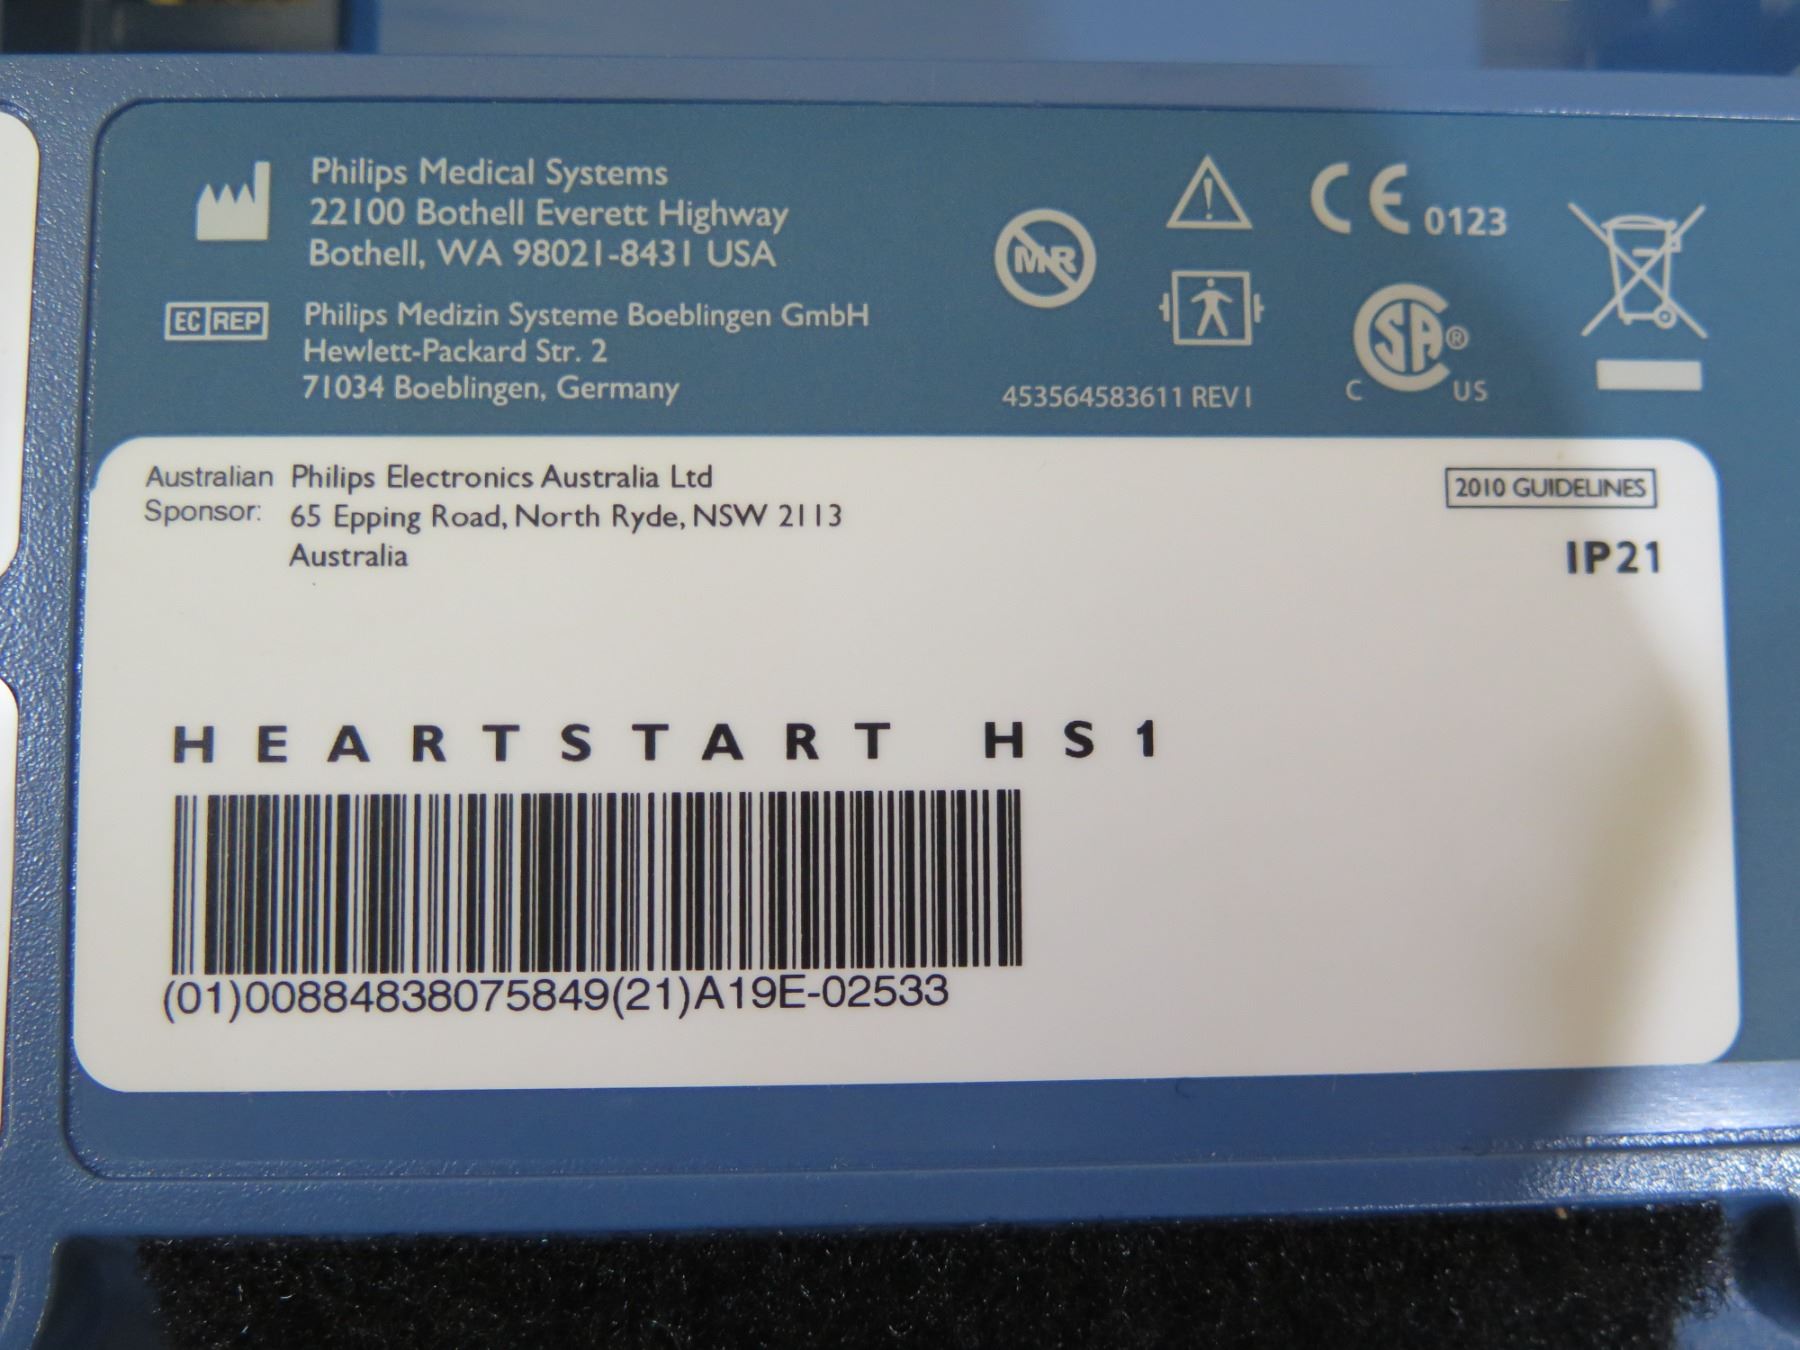 Philips Medical Systems
22100 Bothell Everett Highway
Bothell, WA 98021-8431 USA
EC REP
Philips Medizin Systeme Boeblingen GmbH
Hewlett-Packard Str. 2
71034 Boeblingen, Germany
MR
453564583611 REV I
CE 0123
SA®
C US
Australian Sponsor:
Philips Electronics Australia Ltd
65 Epping Road, North Ryde, NSW 2113
Australia
2010 GUIDELINES
IP21
HEARTSTART HS1
(01)00884838075849(21)A19E-02533